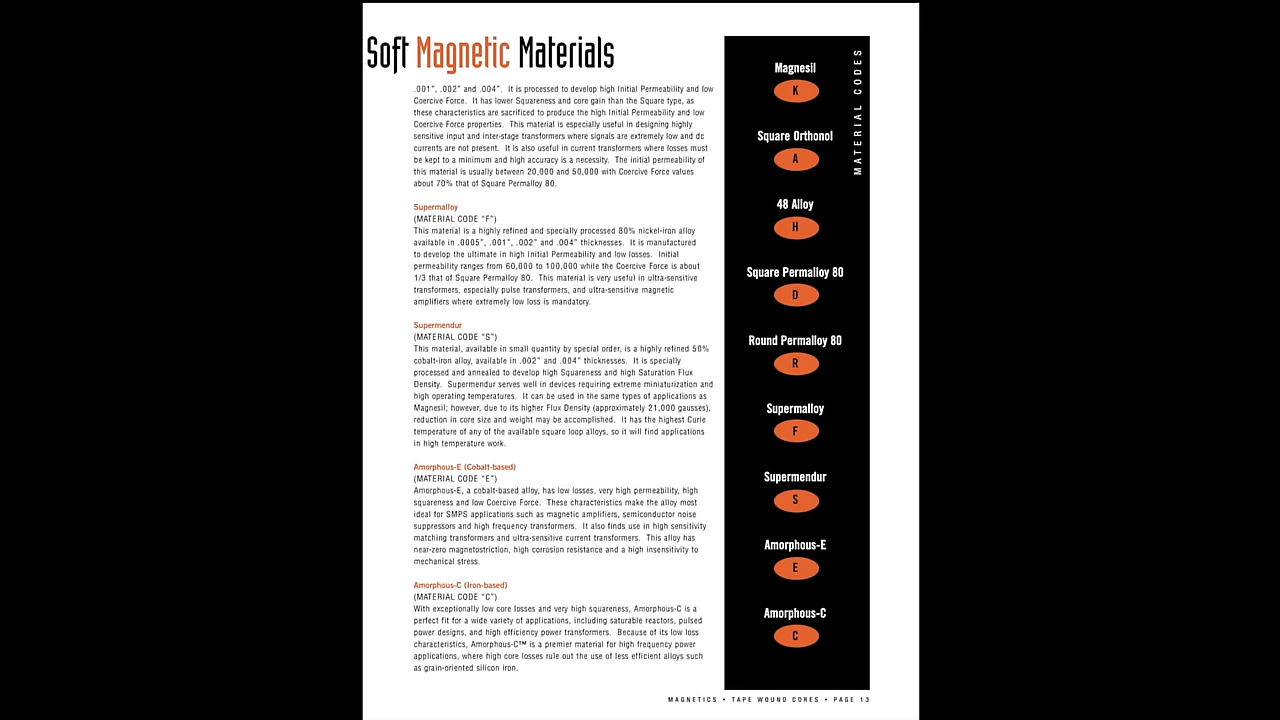 Soft Magnetic Materials
.001", .002" and .004". It is processed to develop high Initial Permeability and low
Coercive Force. It has lower Squareness and core gain than the Square type, as
these characteristics are sacrificed to produce the high Initial Permeability and low
Coercive Force properties. This material is especially useful in designing highly
sensitive input and inter-stage transformers where signals are extremely low and dc
currents are not present. It is also useful in current transformers where losses must
be kept to a minimum and high accuracy is a necessity. The initial permeability of
this material is usually between 20,000 and 50,000 with Coercive Force values
about 70% that of Square Permalloy 80.
Supermalloy
(MATERIAL CODE "F")
This material is a highly refined and specially processed 80% nickel-iron alloy
available in .0005", .001", .002" and .004" thicknesses. It is manufactured
to develop the ultimate in high Initial Permeability and low losses. Initial
permeability ranges from 60,000 to 100,000 while the Coercive Force is about
1/3 that of Square Permalloy 80. This material is very useful in ultra-sensitive
transformers, especially pulse transformers, and ultra-sensitive magnetic
amplifiers where extremely low loss is mandatory.
Supermendur
(MATERIAL CODE "S")
This material, available in small quantity by special order, is a highly refined 50%
cobalt-iron alloy, available in .002" and .004" thicknesses. It is specially
processed and annealed to develop high Squareness and high Saturation Flux
Density. Supermendur serves well in devices requiring extreme miniaturization and
high operating temperatures. It can be used in the same types of applications as
Magnesil; however, due to its higher Flux Density (approximately 21,000 gausses),
reduction in core size and weight may be accomplished. It has the highest Curie
temperature of any of the available square loop alloys, so it will find applications
in high temperature work.
Amorphous-E (Cobalt-based)
(MATERIAL CODE "E")
Amorphous-E, a cobalt-based alloy, has low losses, very high permeability, high
squareness and low Coercive Force. These characteristics make the alloy most
ideal for SMPS applications such as magnetic amplifiers, semiconductor noise
suppressors and high frequency transformers. It also finds use in high sensitivity
matching transformers and ultra-sensitive current transformers. This alloy has
near-zero magnetostriction, high corrosion resistance and a high insensitivity to
mechanical stress.
Amorphous-C (Iron-based)
(MATERIAL CODE "C")
With exceptionally low core losses and very high squareness, Amorphous-C is a
perfect fit for a wide variety of applications, including saturable reactors, pulsed
power designs, and high efficiency power transformers. Because of its low loss
characteristics, Amorphous-C™ is a premier material for high frequency power
applications, where high core losses rule out the use of less efficient alloys such
as grain-oriented silicon iron.
MATERIAL CODES
Magnesil
K
Square Orthonol
A
48 Alloy
H
Square Permalloy 80
D
Round Permalloy 80
R
Supermalloy
F
Supermendur
S
Amorphous-E
E
Amorphous-C
C
MAGNETICS • TAPE WOUND CORES • PAGE 13